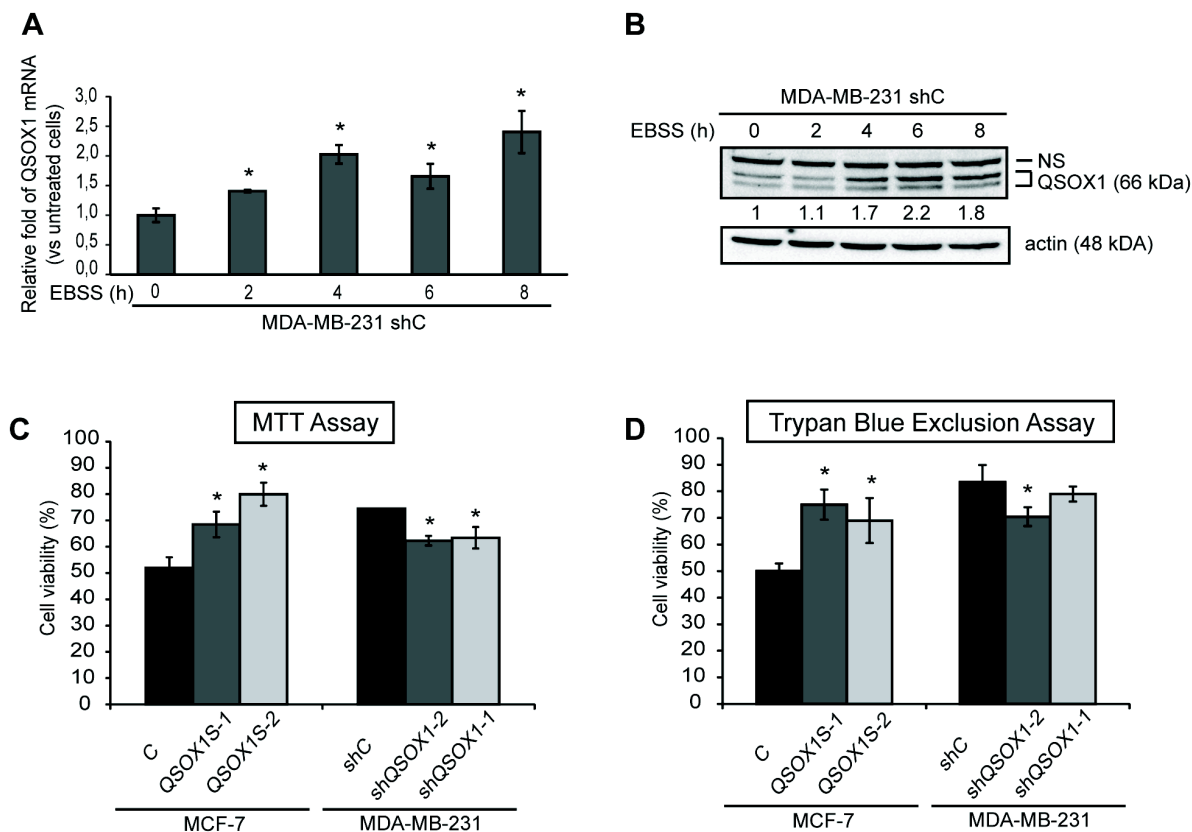 A
Relative fold of QSOX1 mRNA
(vs untreated cells)
3,0
2,5
2,0
1,5
1,0
0,5
0,0
*
*
*
*
EBSS (h) 0 2 4 6 8
MDA-MB-231 shC
B
MDA-MB-231 shC
EBSS (h) 0 2 4 6 8
NS
QSOX1 (66 kDa)
1 1.1 1.7 2.2 1.8
actin (48 kDA)
C
MTT Assay
Cell viability (%)
100
90
80
70
60
50
40
30
20
10
0
* * * *
C QSOX1S-1 QSOX1S-2 shC shQSOX1-2 shQSOX1-1
MCF-7 MDA-MB-231
D
Trypan Blue Exclusion Assay
Cell viability (%)
100
90
80
70
60
50
40
30
20
10
0
* * *
C QSOX1S-1 QSOX1S-2 shC shQSOX1-2 shQSOX1-1
MCF-7 MDA-MB-231